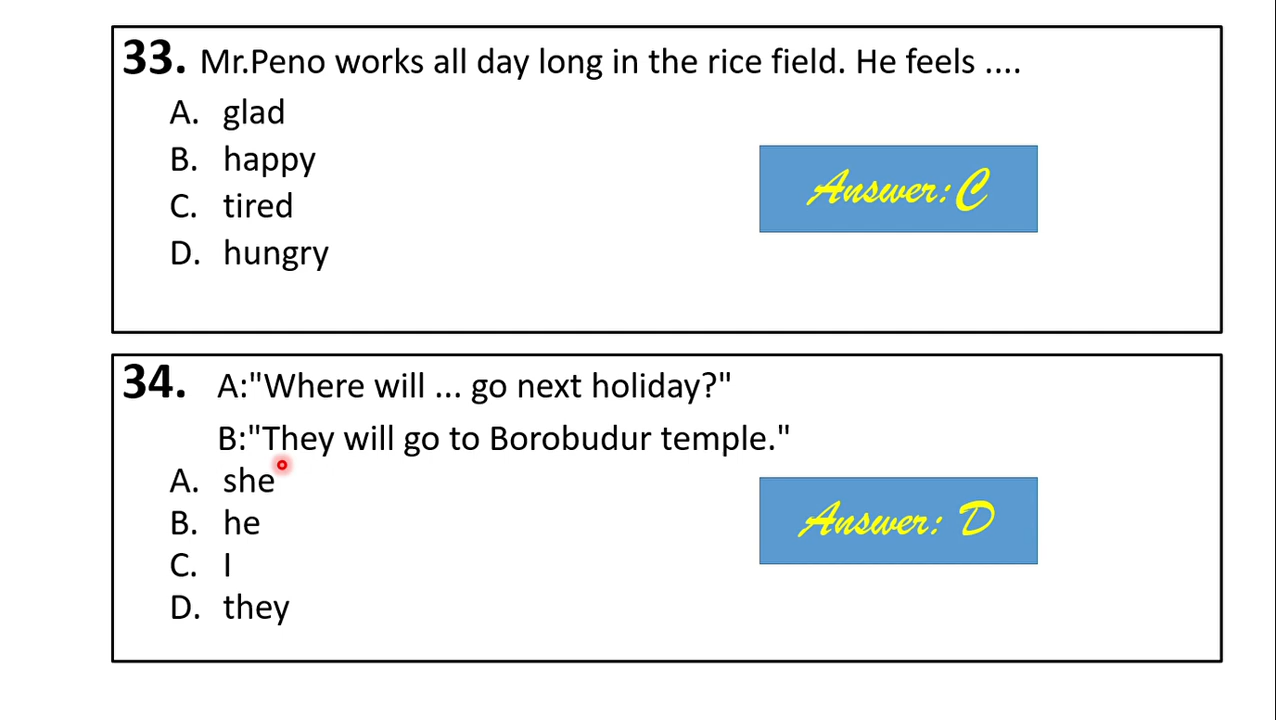 33. Mr.Peno works all day long in the rice field. He feels ....
A. glad
B. happy
C. tired
D. hungry
Answer: C
34. A:"Where will ... go next holiday?"
B:"They will go to Borobudur temple."
A. she
B. he
C. I
D. they
Answer: D